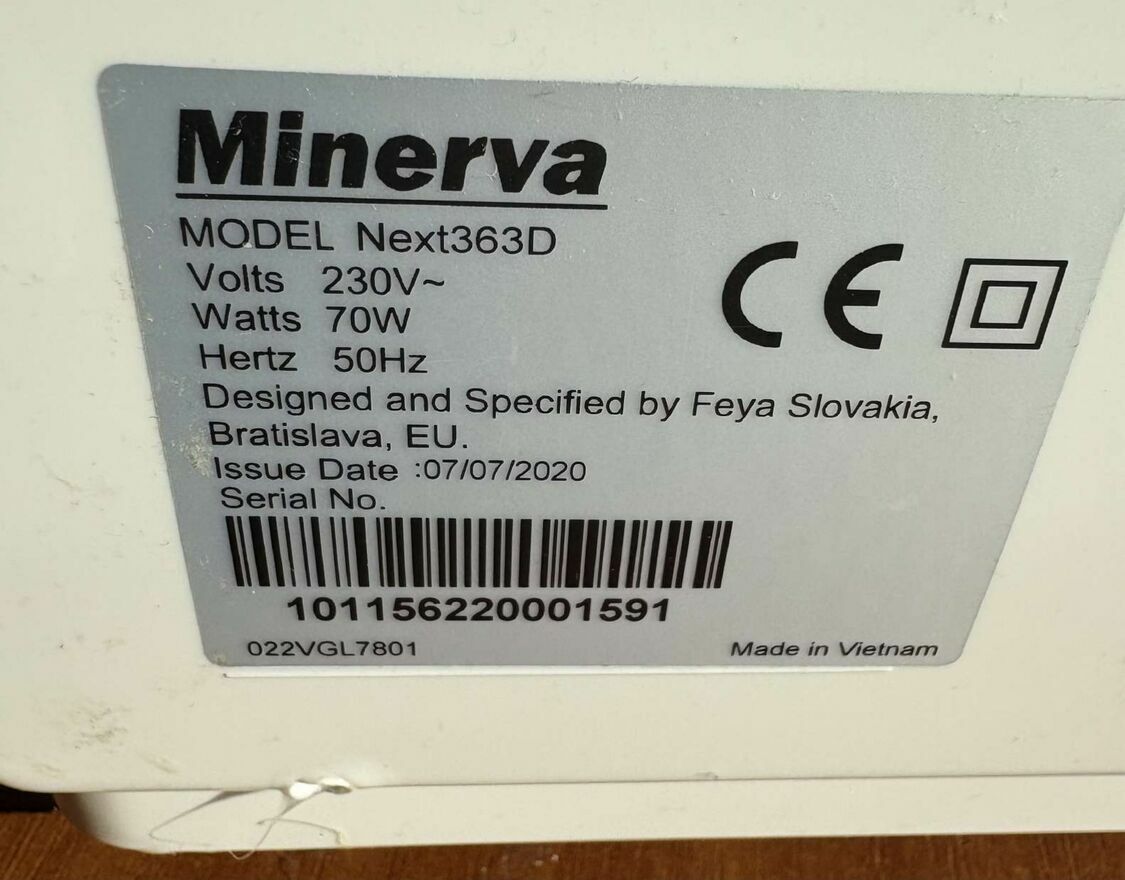 Minerva
MODEL Next363D
Volts 230V~
Watts 70W
Hertz 50Hz
CE
Designed and Specified by Feya Slovakia,
Bratislava, EU.
Issue Date :07/07/2020
Serial No.
101156220001591
022VGL7801 Made in Vietnam